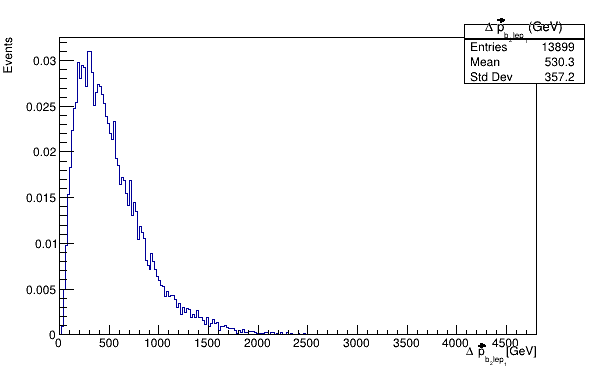 Δ p⃗ b₂lep₁ (GeV)
Entries 13899
Mean 530.3
Std Dev 357.2
Events
0.03
0.025
0.02
0.015
0.01
0.005
0
0 500 1000 1500 2000 2500 3000 3500 4000 4500
Δ p⃗ b₂lep₁ [GeV]